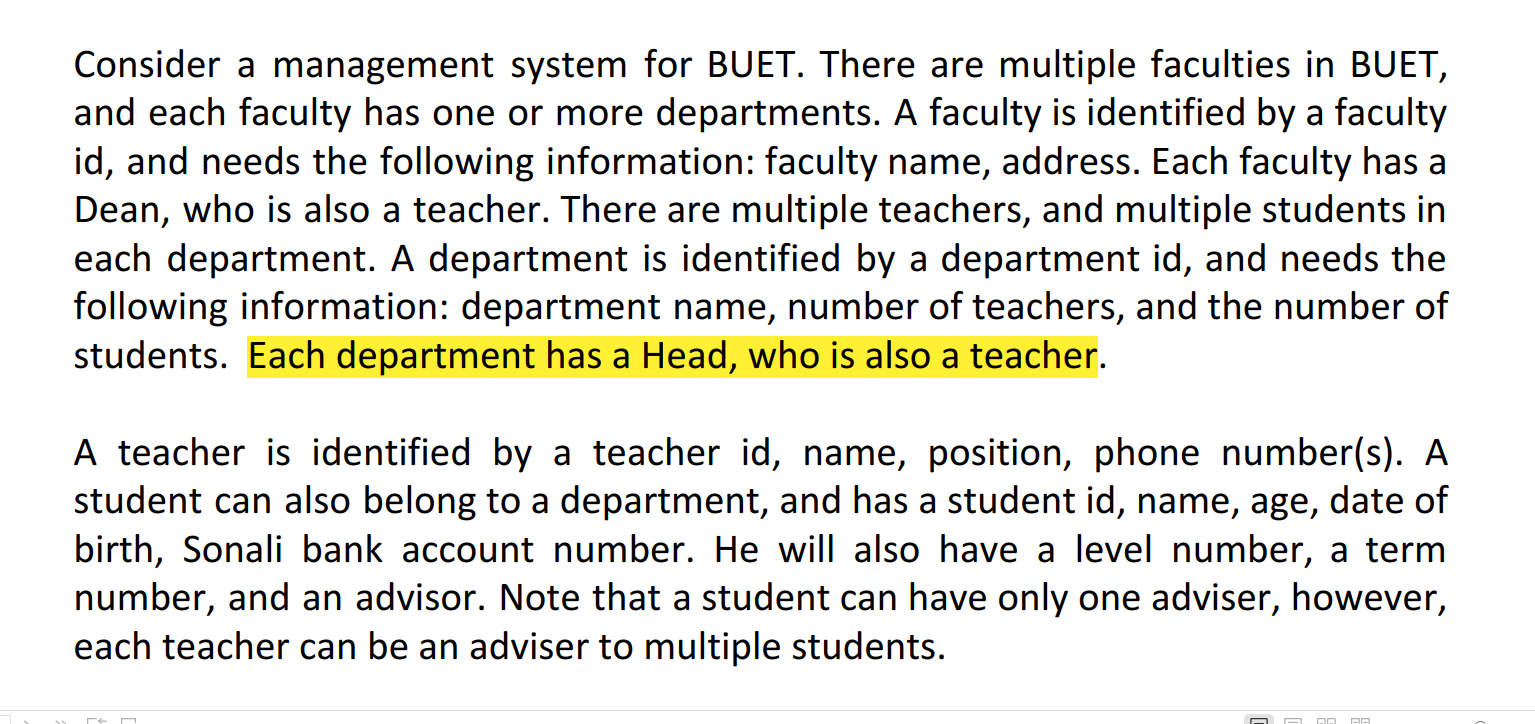 Consider a management system for BUET. There are multiple faculties in BUET,
and each faculty has one or more departments. A faculty is identified by a faculty
id, and needs the following information: faculty name, address. Each faculty has a
Dean, who is also a teacher. There are multiple teachers, and multiple students in
each department. A department is identified by a department id, and needs the
following information: department name, number of teachers, and the number of
students. Each department has a Head, who is also a teacher.
A teacher is identified by a teacher id, name, position, phone number(s). A
student can also belong to a department, and has a student id, name, age, date of
birth, Sonali bank account number. He will also have a level number, a term
number, and an advisor. Note that a student can have only one adviser, however,
each teacher can be an adviser to multiple students.